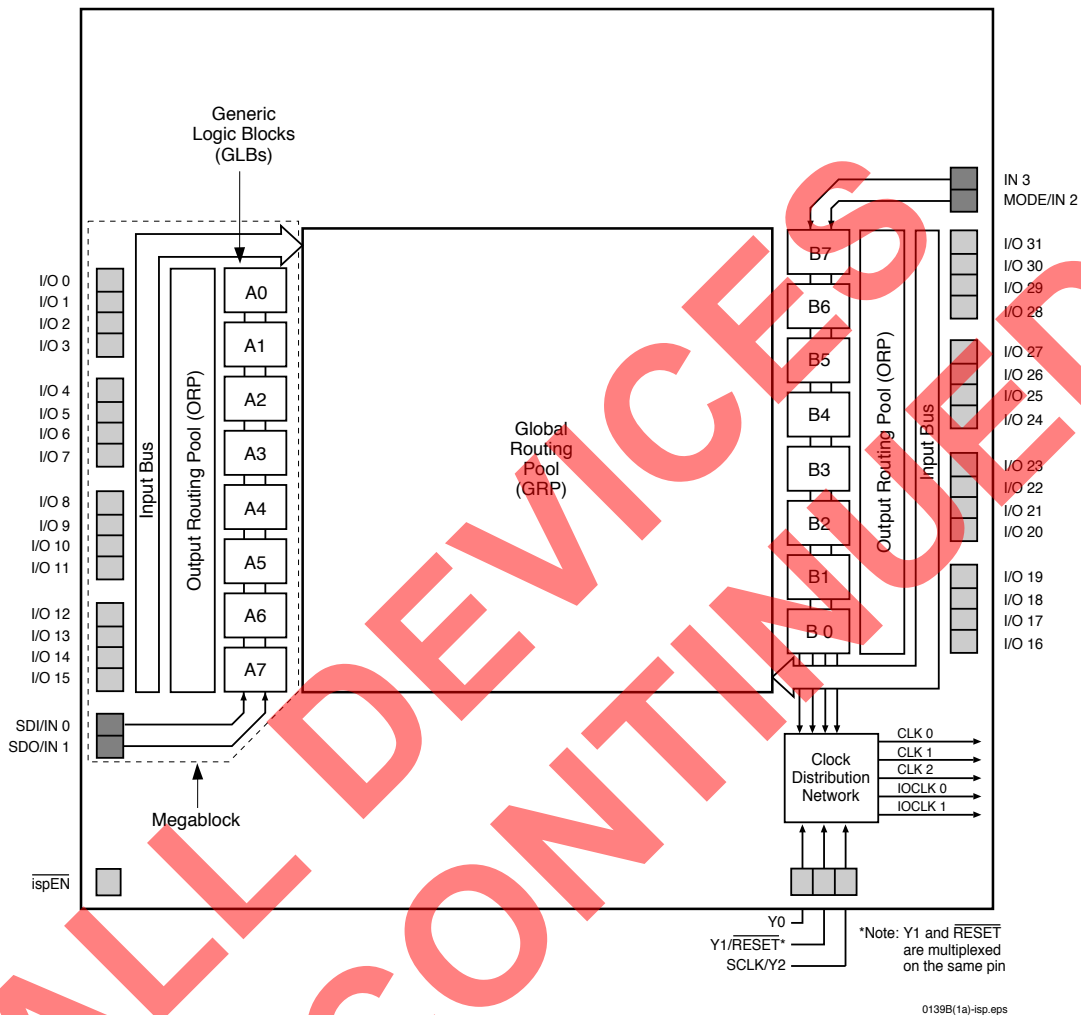 Generic
Logic Blocks
(GLBs)
IN 3
MODE/IN 2
I/O 0
I/O 1
I/O 2
I/O 3
I/O 4
I/O 5
I/O 6
I/O 7
I/O 8
I/O 9
I/O 10
I/O 11
I/O 12
I/O 13
I/O 14
I/O 15
SDI/IN 0
SDO/IN 1
Input Bus
Output Routing Pool (ORP)
A0
A1
A2
A3
A4
A5
A6
A7
Megablock
ispEN
Global
Routing
Pool
(GRP)
B7
B6
B5
B4
B3
B2
B1
B 0
Output Routing Pool (ORP)
Input Bus
I/O 31
I/O 30
I/O 29
I/O 28
I/O 27
I/O 26
I/O 25
I/O 24
I/O 23
I/O 22
I/O 21
I/O 20
I/O 19
I/O 18
I/O 17
I/O 16
Clock
Distribution
Network
CLK 0
CLK 1
CLK 2
IOCLK 0
IOCLK 1
Y0
Y1/RESET*
SCLK/Y2
*Note: Y1 and RESET
are multiplexed
on the same pin
0139B(1a)-isp.eps
ALL DEVICES
CONTINUED